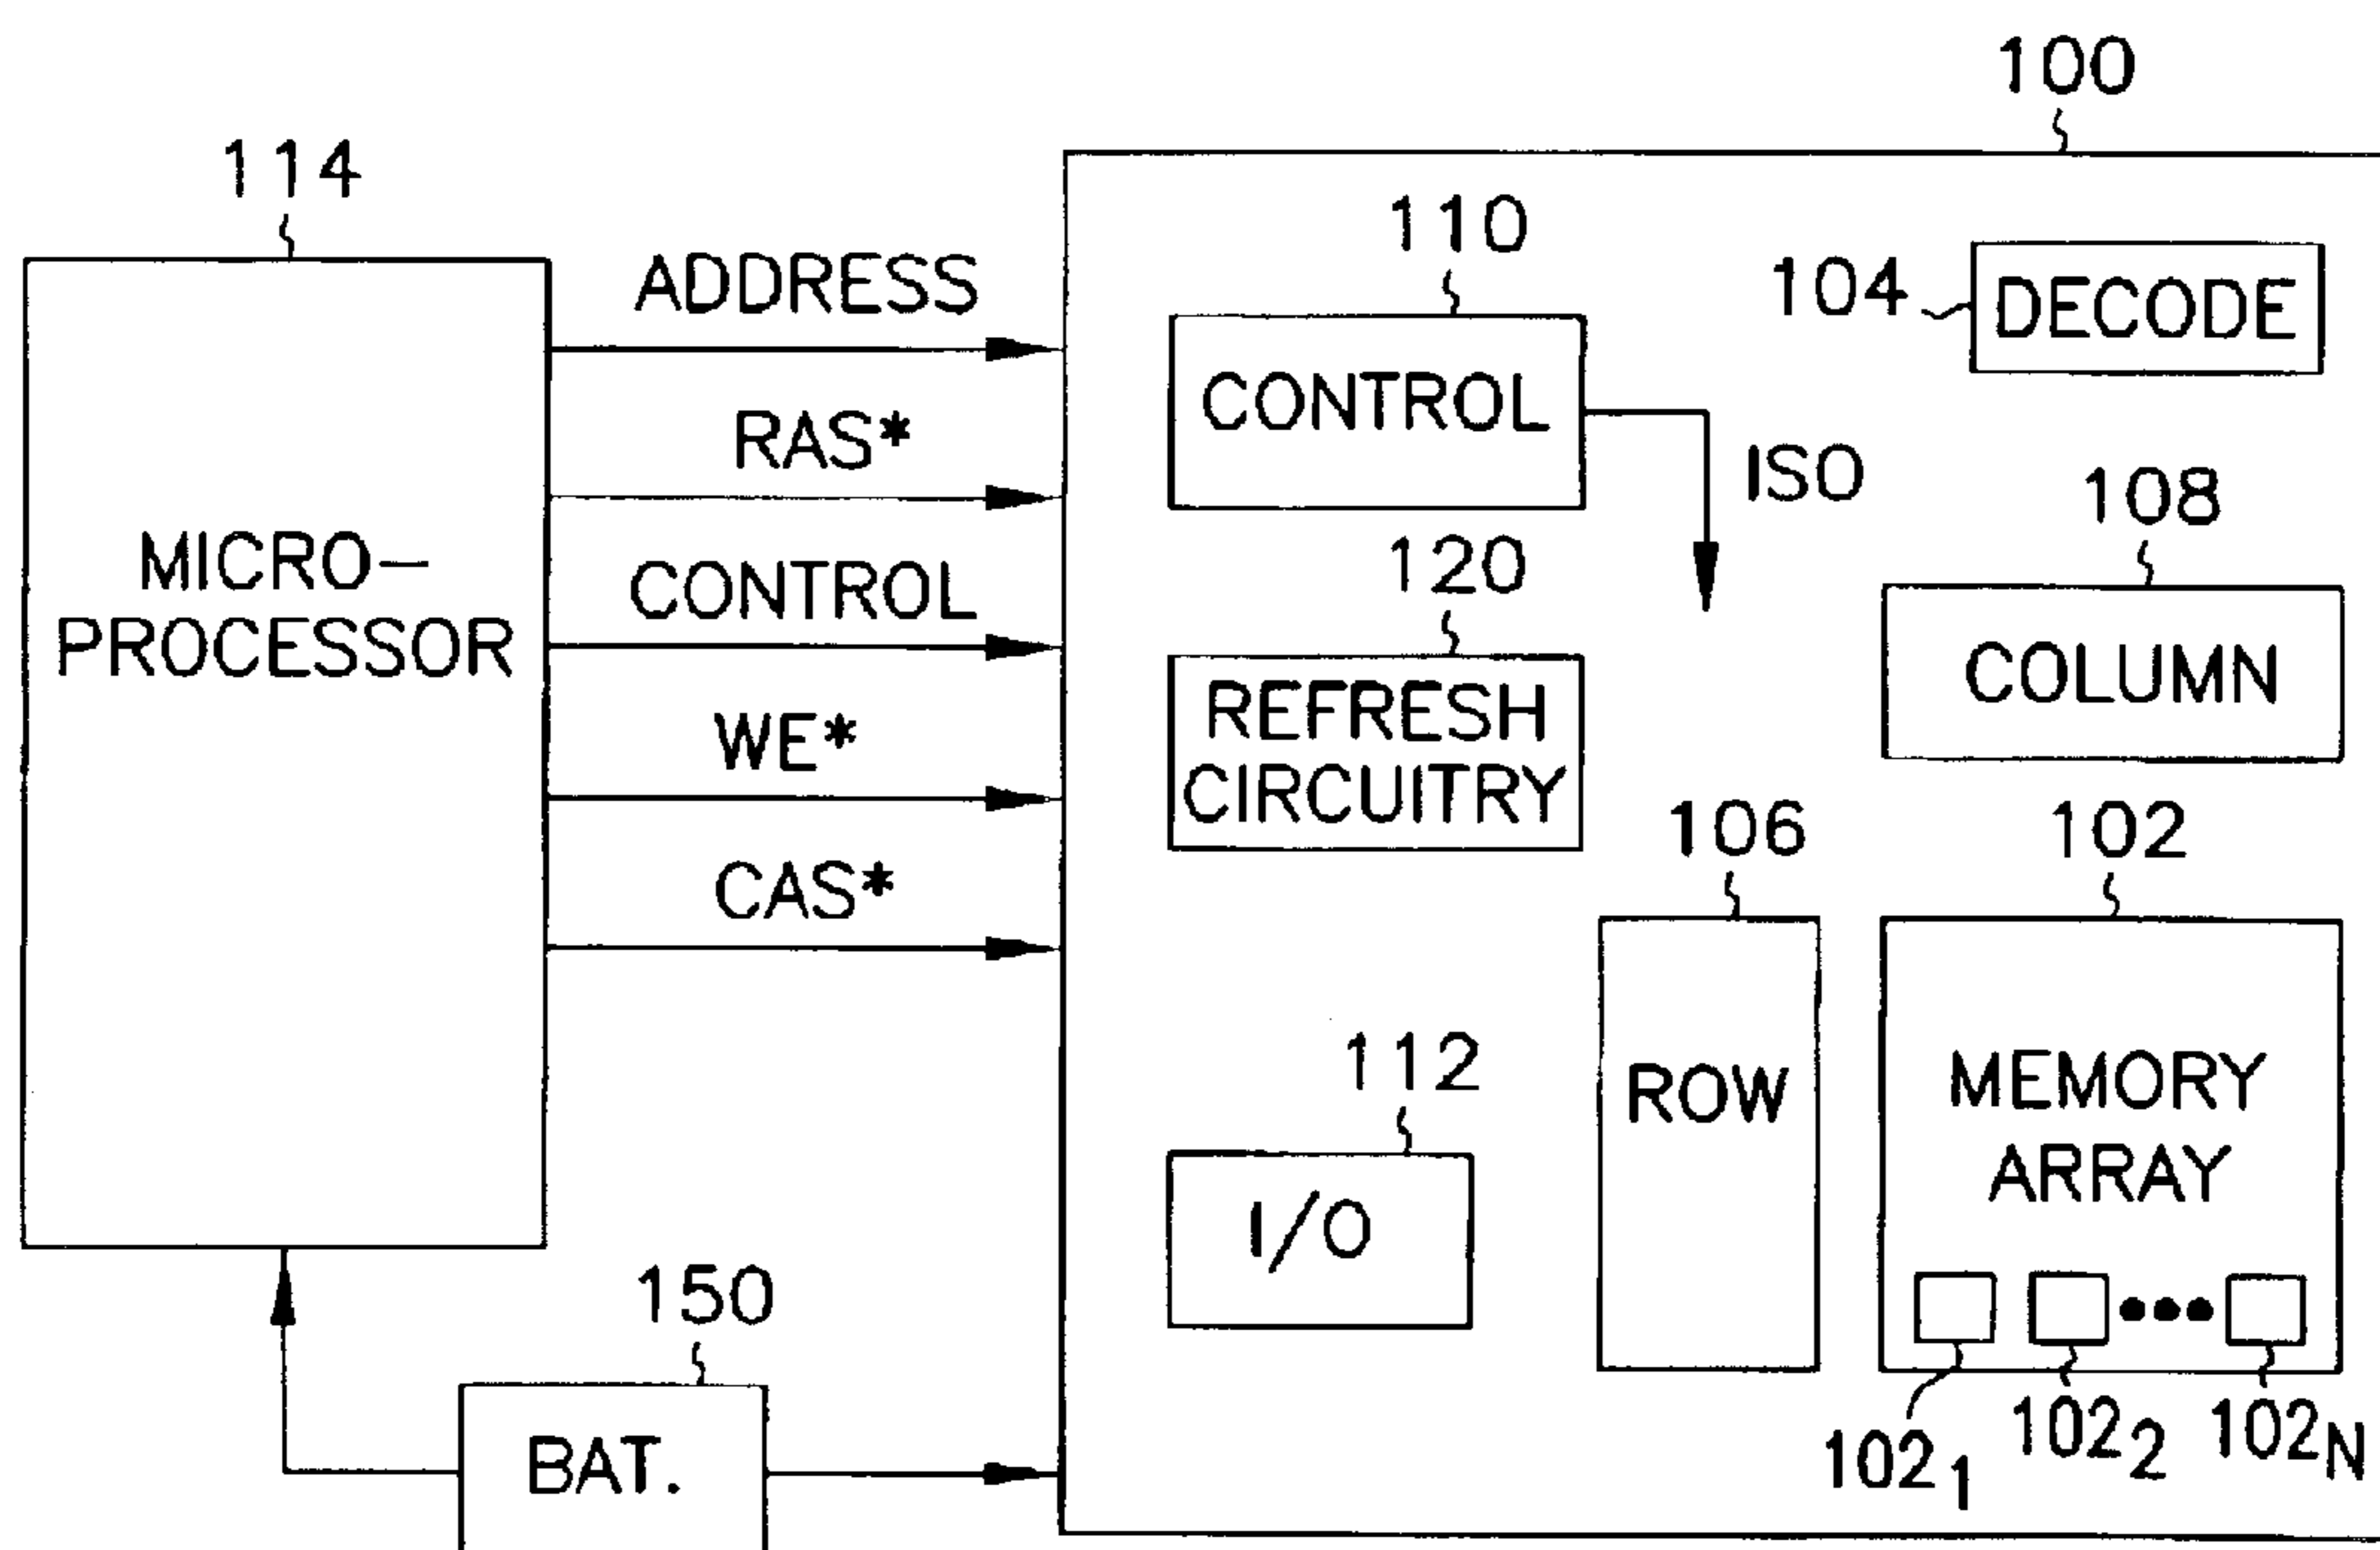 100
114
110
ADDRESS
104
DECODE
CONTROL
RAS*
ISO
108
MICRO-
PROCESSOR
120
CONTROL
COLUMN
REFRESH
CIRCUITRY
WE*
106
102
CAS*
112
ROW
MEMORY
ARRAY
I/O
150
BAT.
102₁
102₂
102N